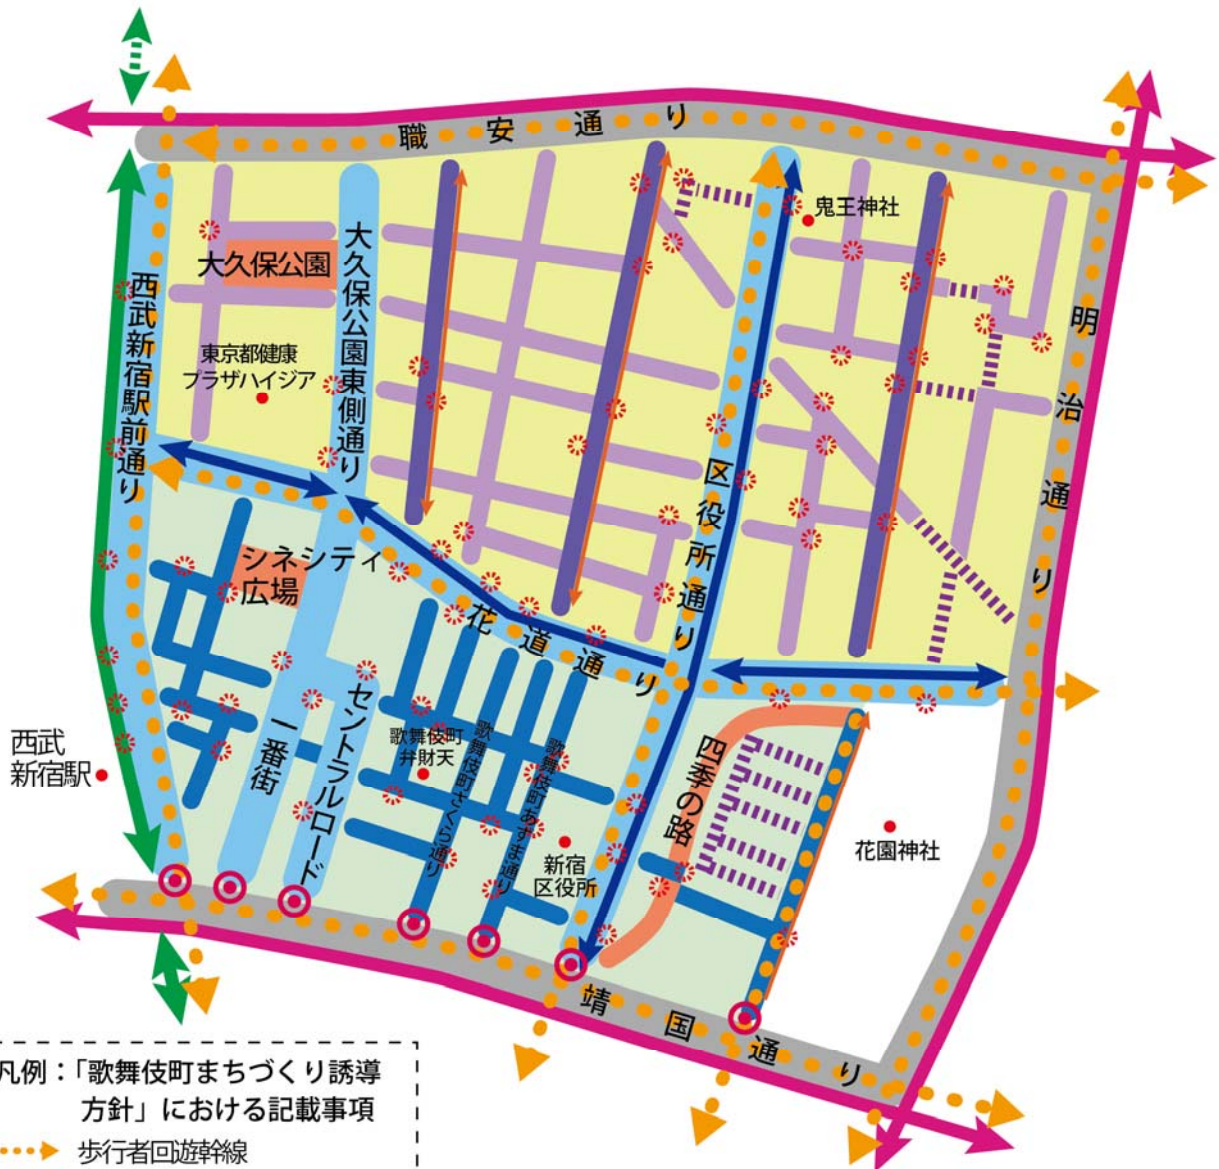 職安通り
鬼王神社
大久保公園
大久保公園東側通り
西武新宿駅前通り
明治通り
東京都健康
プラザハイジア
区役所通り
シネシティ
広場
花道通り
西武
新宿駅
一番街
セントラルロード
歌舞伎町
弁財天
歌舞伎町さくら通り
歌舞伎町あずま通り
四季の路
新宿
区役所
花園神社
靖国通り
凡例：「歌舞伎町まちづくり誘導
方針」における記載事項
歩行者回遊幹線